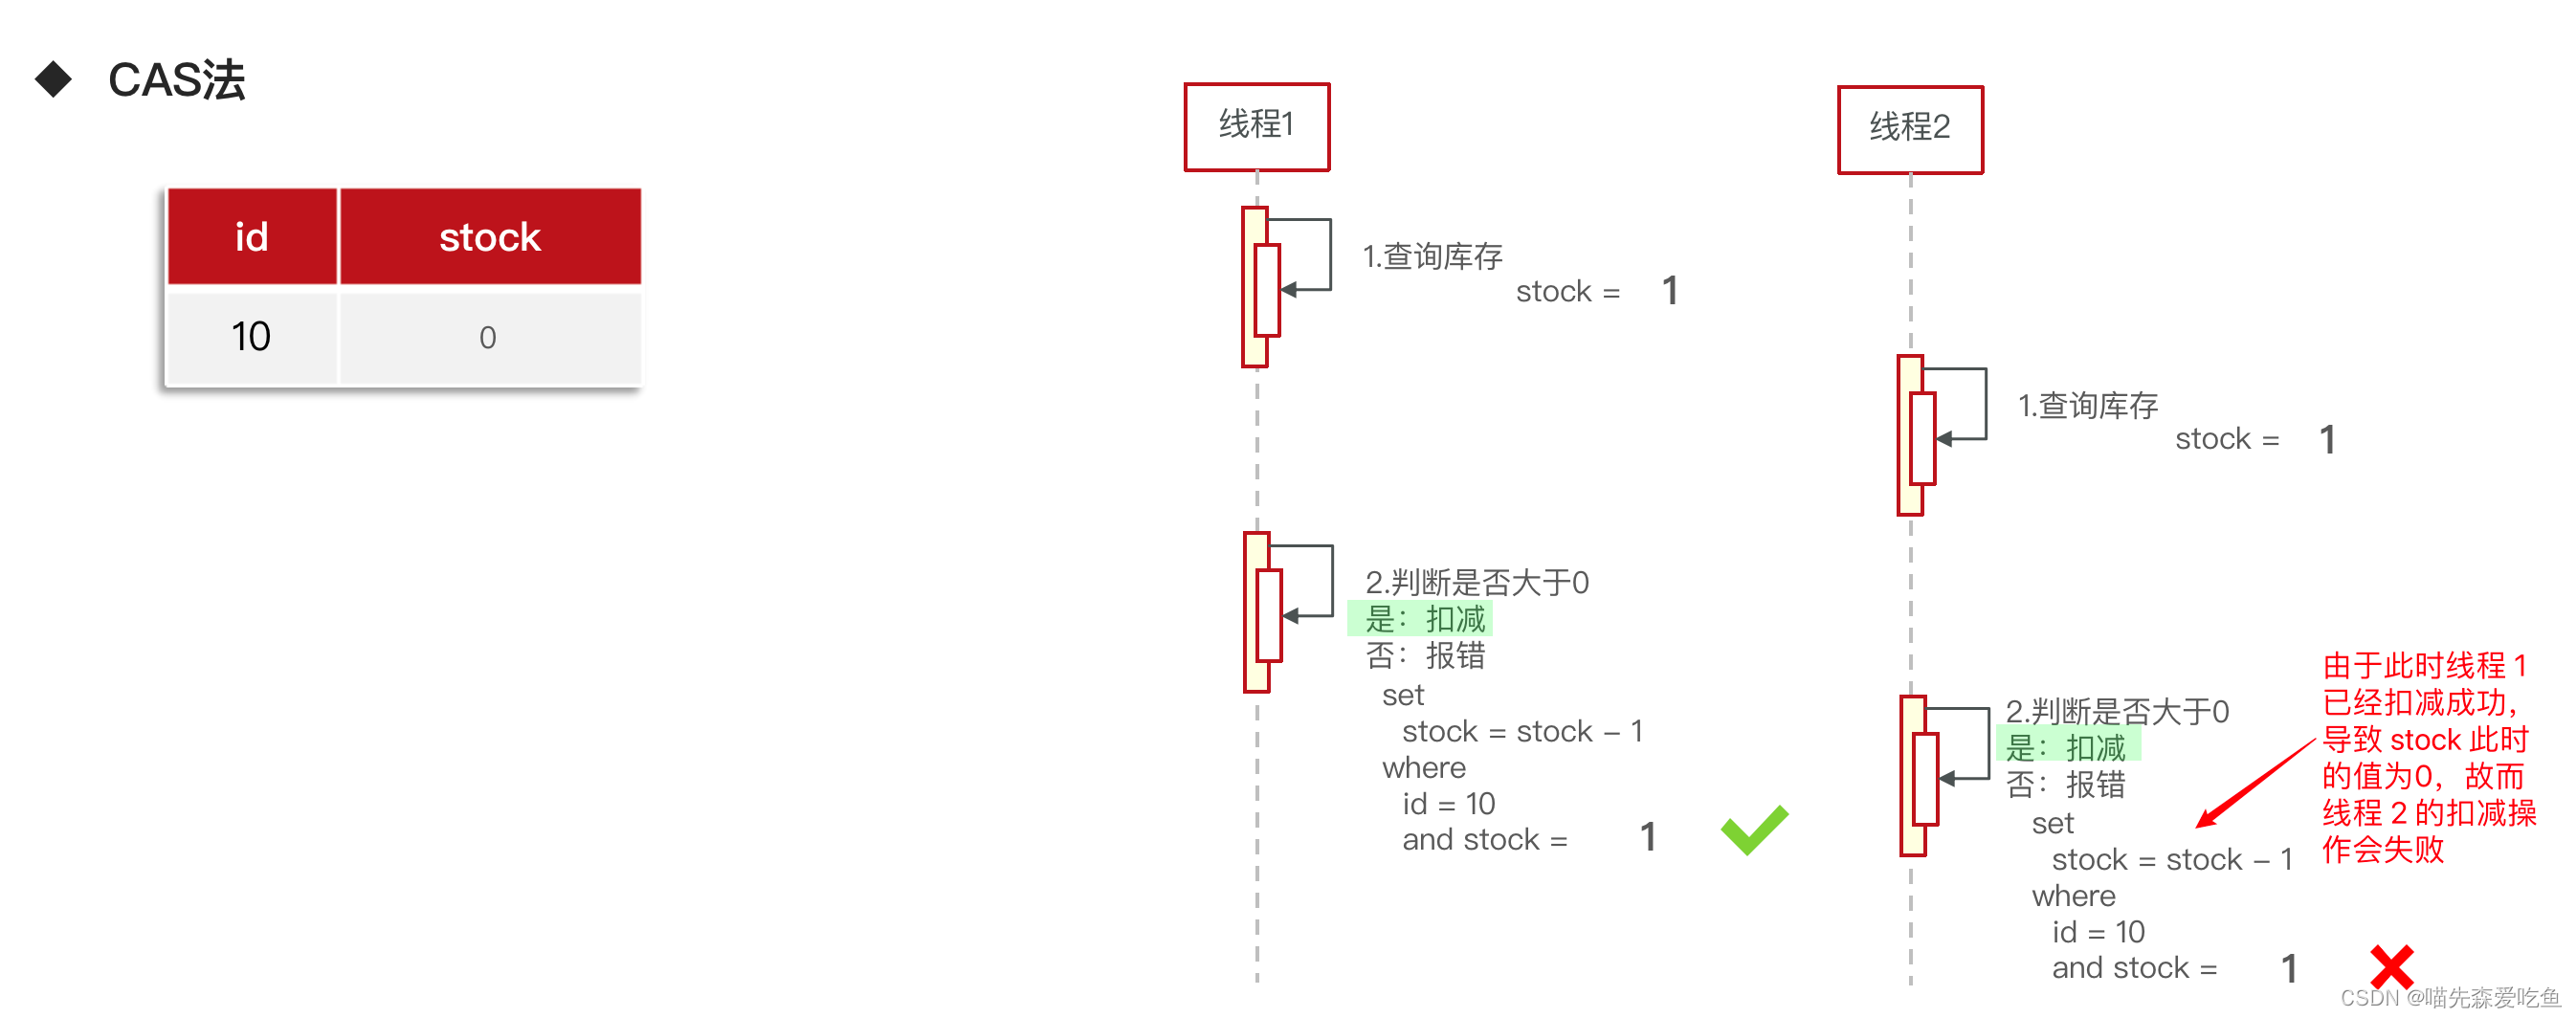 CAS法
id
stock
10
0
线程1
1.查询库存
stock = 1
2.判断是否大于0
是：扣减
否：报错
set
stock = stock – 1
where
id = 10
and stock = 1
线程2
1.查询库存
stock = 1
2.判断是否大于0
是：扣减
否：报错
set
stock = stock – 1
where
id = 10
and stock = 1
由于此时线程 1
已经扣减成功，
导致 stock 此时
的值为0，故而
线程 2 的扣减操
作会失败
CSDN @喵先森爱吃鱼